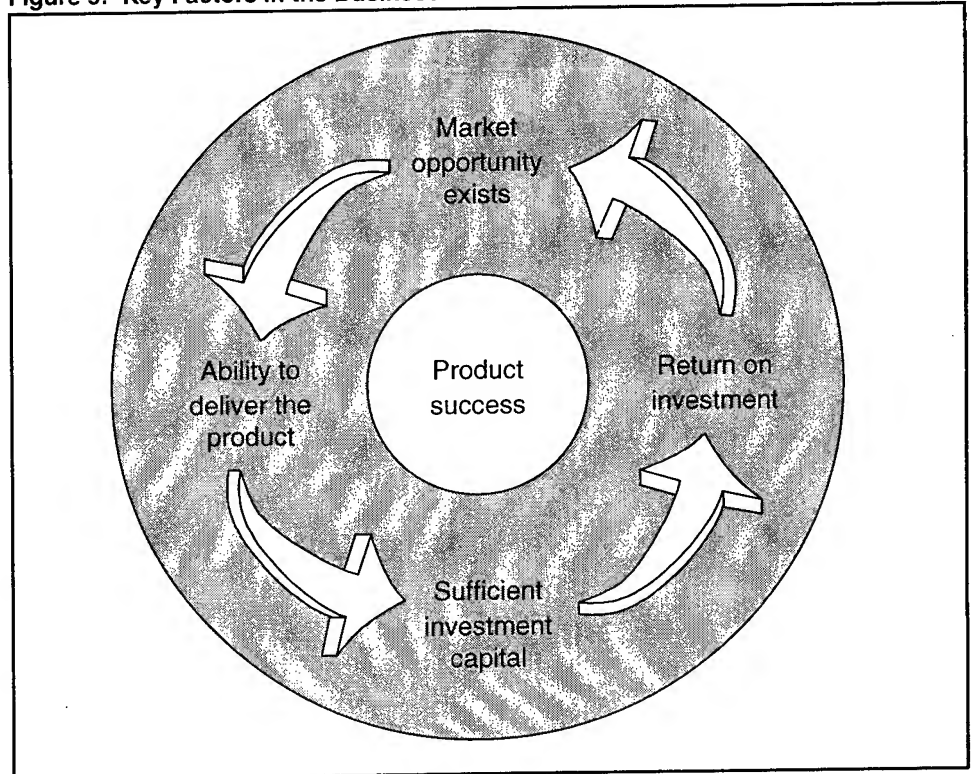 Key Factors in the
Market
opportunity
exists
Ability to
deliver the
product
Product
success
Return on
investment
Sufficient
investment
capital